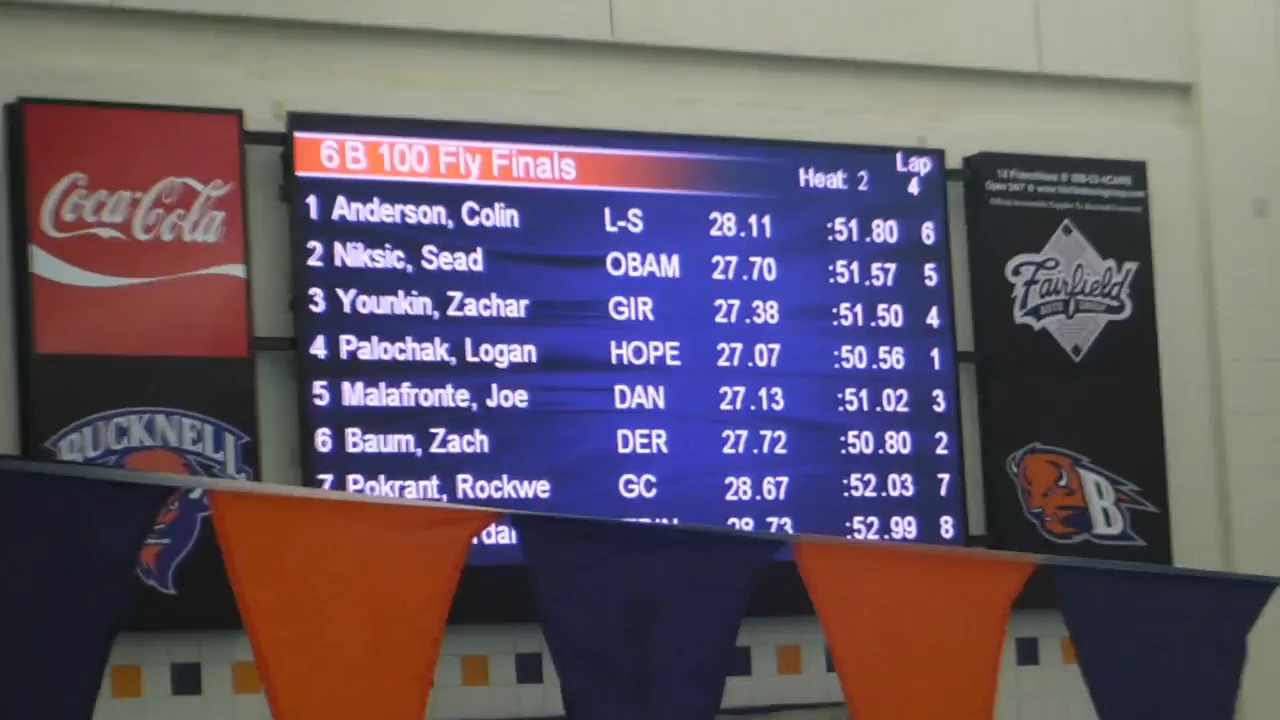 Coca-Cola
BUCKNELL
6 B 100 Fly Finals Heat: 2 Lap 4
1 Anderson, Colin L-S 28.11 :51.80 6
2 Niksic, Sead OBAM 27.70 :51.57 5
3 Younkin, Zachar GIR 27.38 :51.50 4
4 Palochak, Logan HOPE 27.07 :50.56 1
5 Malafronte, Joe DAN 27.13 :51.02 3
6 Baum, Zach DER 27.72 :50.80 2
7 Pokrant, Rockwe GC 28.67 :52.03 7
28.73 :52.99 8
Fairfield
AUTO GROUP
B